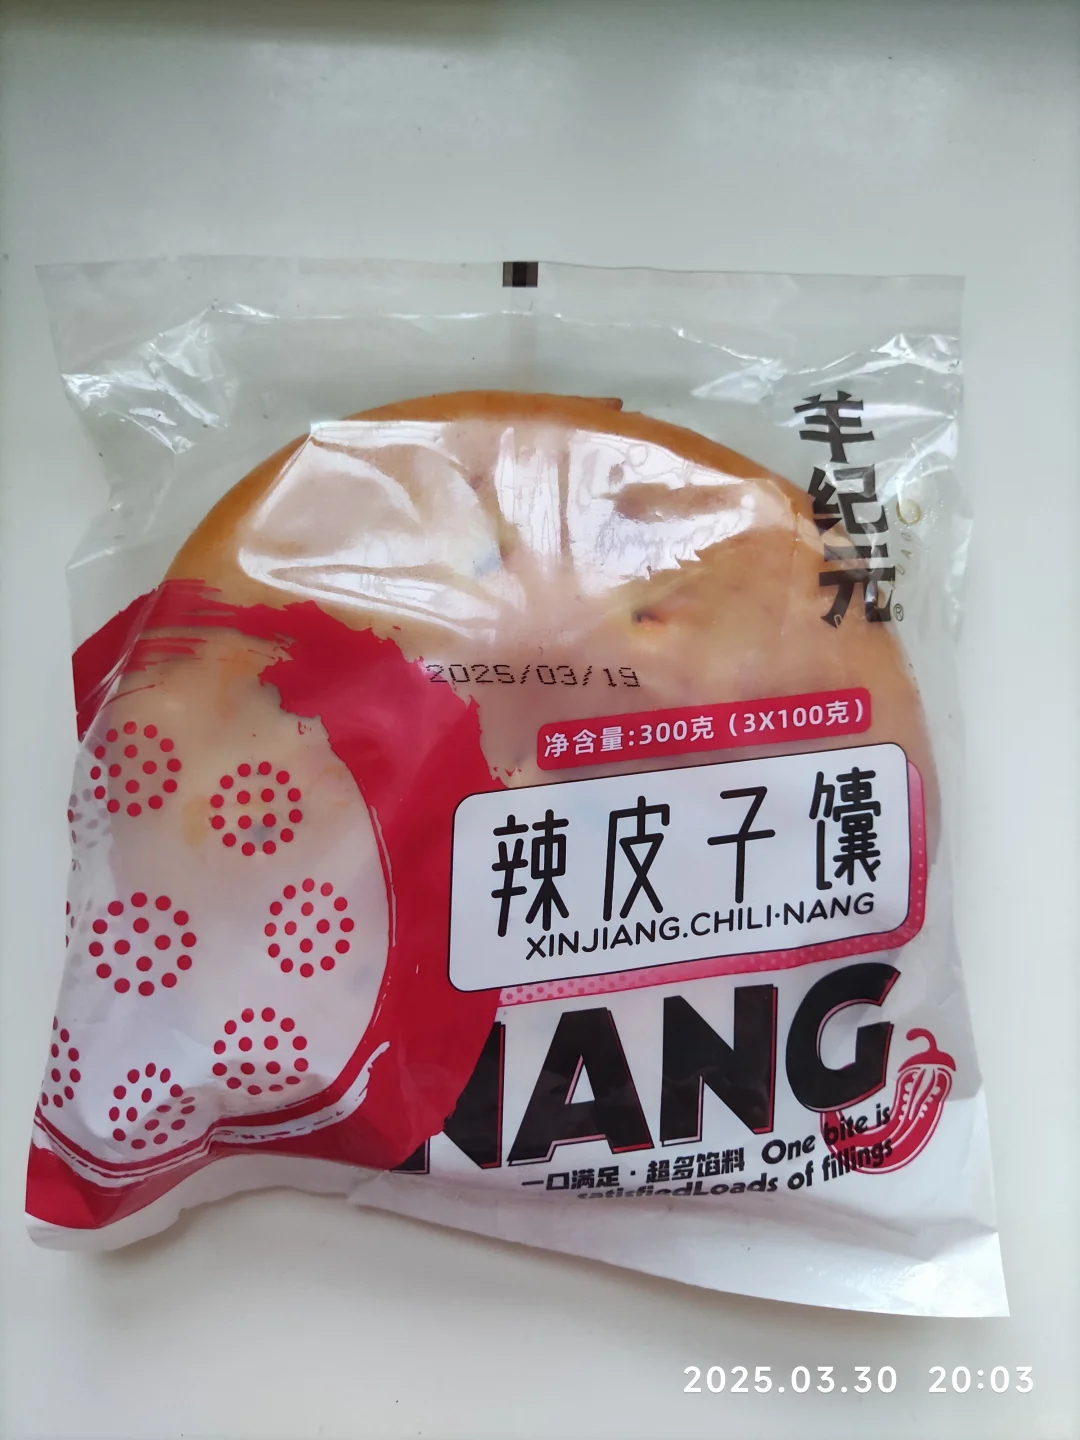 羊纪元®
2025/03/19
净含量:300克（3X100克）
辣皮子馕
XINJIANG.CHILI·NANG
NANG
一口满足·超多馅料 One bite is
satisfied Loads of fillings
2025.03.30 20:03